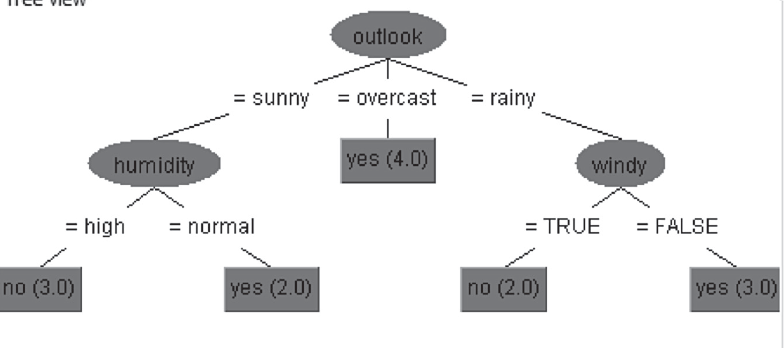 Tree View
outlook
= sunny = overcast = rainy
humidity yes (4.0) windy
= high = normal = TRUE = FALSE
no (3.0) yes (2.0) no (2.0) yes (3.0)